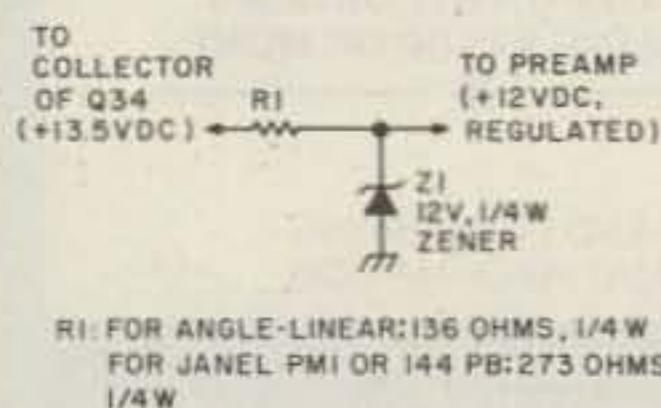 TO
COLLECTOR
OF Q34
(+13.5VDC)
R1
TO PREAMP
(+12VDC,
REGULATED)
Z1
12V, 1/4W
ZENER
R1: FOR ANGLE-LINEAR: 136 OHMS, 1/4 W
FOR JANEL PM1 OR 144 PB: 273 OHMS
1/4 W